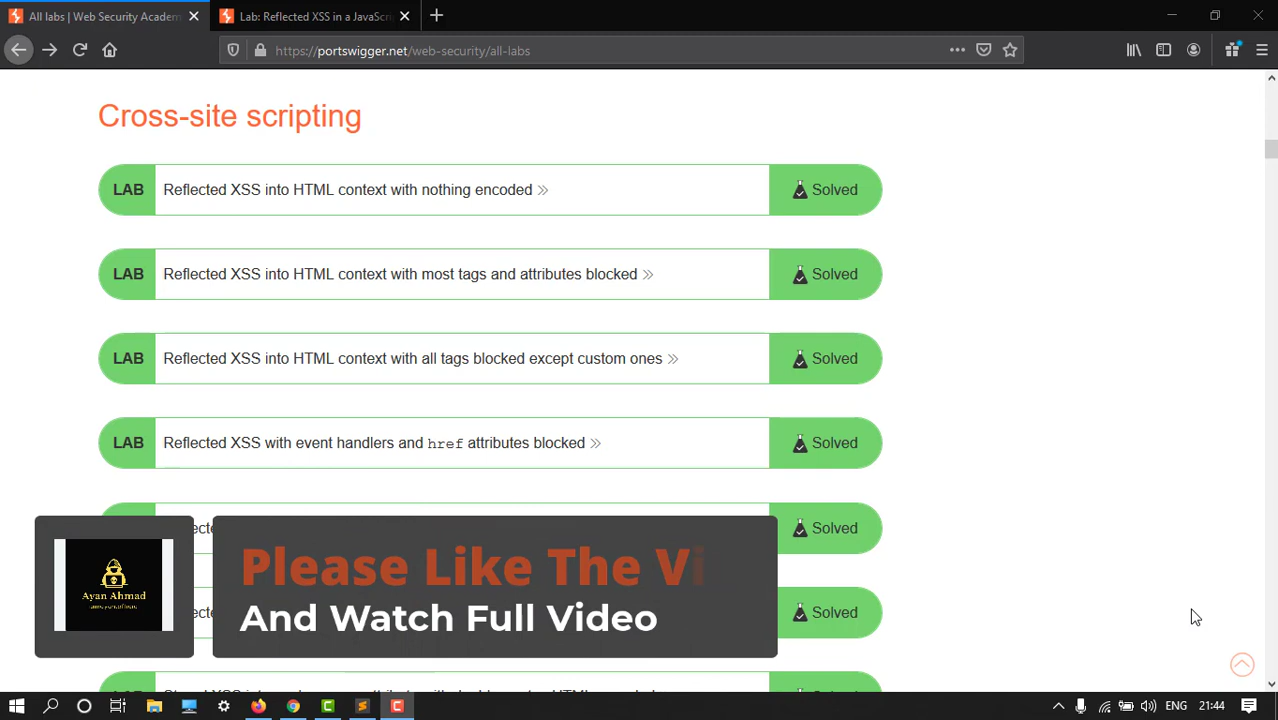 All labs | Web Security Academ
Lab: Reflected XSS in a JavaScri
https://portswigger.net/web-security/all-labs
Cross-site scripting
LAB Reflected XSS into HTML context with nothing encoded Solved
LAB Reflected XSS into HTML context with most tags and attributes blocked Solved
LAB Reflected XSS into HTML context with all tags blocked except custom ones Solved
LAB Reflected XSS with event handlers and href attributes blocked Solved
Solved
Please Like The Vi
And Watch Full Video
Ayan Ahmad
Solved
ENG 21:44